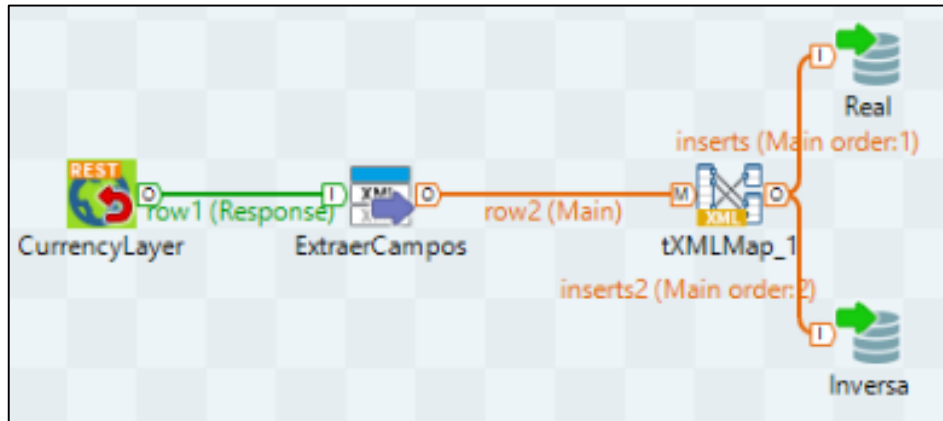 Real
inserts (Main order:1)
REST
O
I
XML
O
M
XML
O
I
row1 (Response)
row2 (Main)
CurrencyLayer
ExtraerCampos
tXMLMap_1
inserts2 (Main order:2)
I
Inversa